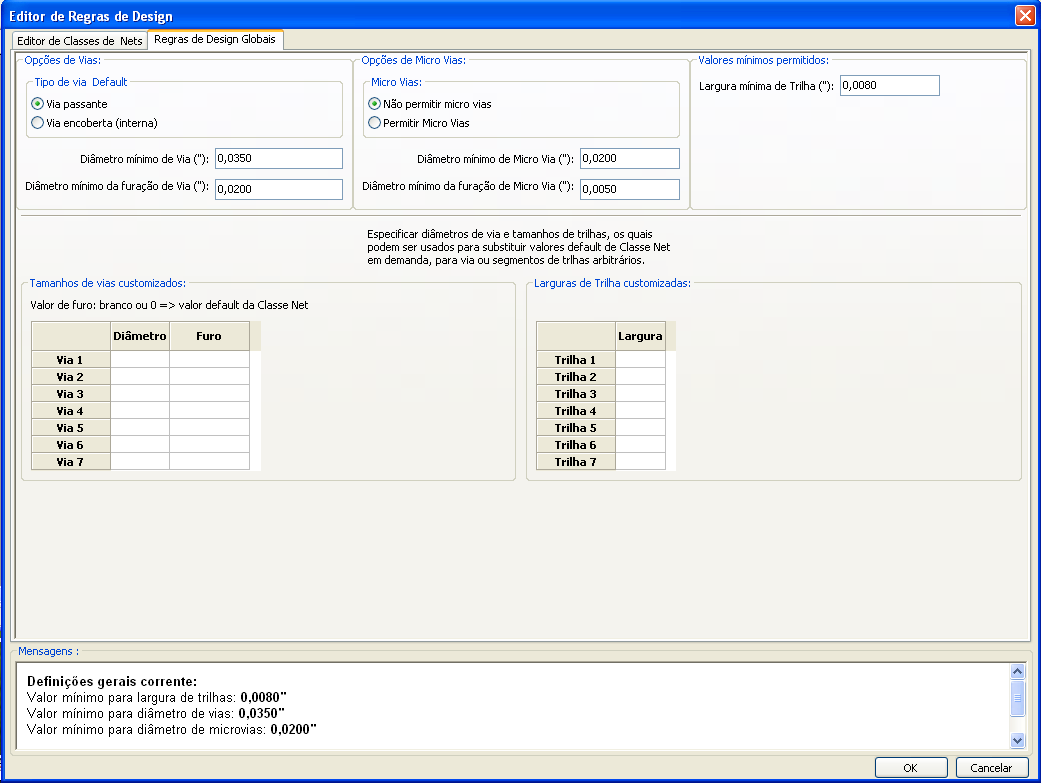 Editor de Regras de Design
Editor de Classes de Nets
Regras de Design Globais
Opções de Vias:
Tipo de via Default
Via passante
Via encoberta (interna)
Diâmetro mínimo de Via ("):
0,0350
Diâmetro mínimo da furação de Via ("):
0,0200
Opções de Micro Vias:
Micro Vias:
Não permitir micro vias
Permitir Micro Vias
Diâmetro mínimo de Micro Via ("):
0,0200
Diâmetro mínimo da furação de Micro Via ("):
0,0050
Valores mínimos permitidos:
Largura mínima de Trilha ("):
0,0080
Especificar diâmetros de via e tamanhos de trilhas, os quais
podem ser usados para substituir valores default de Classe Net
em demanda, para via ou segmentos de trlhas arbitrários.
Tamanhos de vias customizados:
Valor de furo: branco ou 0 => valor default da Classe Net
Diâmetro Furo
Via 1
Via 2
Via 3
Via 4
Via 5
Via 6
Via 7
Larguras de Trilha customizadas:
Largura
Trilha 1
Trilha 2
Trilha 3
Trilha 4
Trilha 5
Trilha 6
Trilha 7
Mensagens :
Definições gerais corrente:
Valor mínimo para largura de trilhas: 0,0080"
Valor mínimo para diâmetro de vias: 0,0350"
Valor mínimo para diâmetro de microvias: 0,0200"
OK
Cancelar